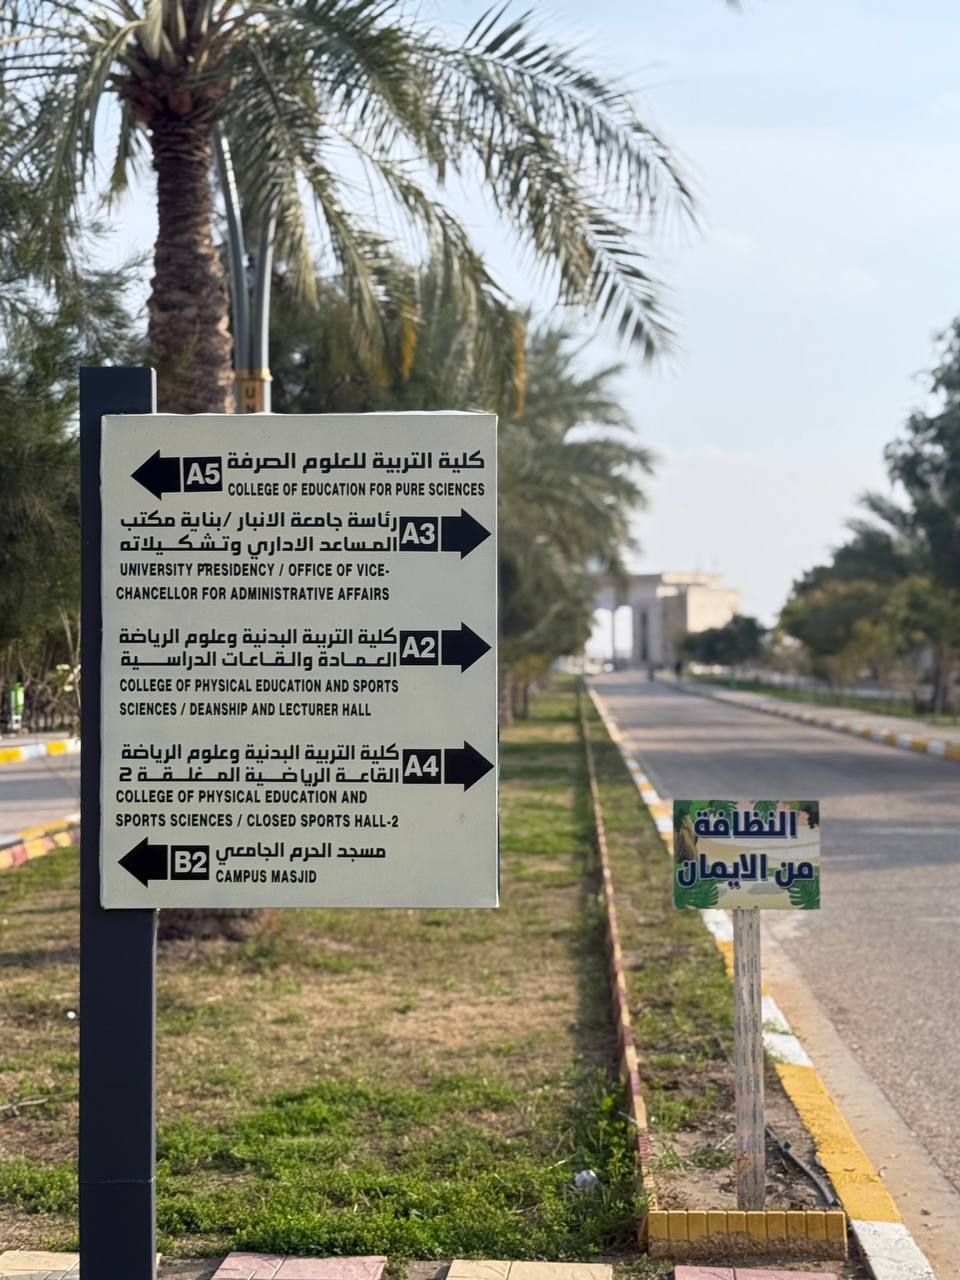 كلية التربية للعلوم الصرفة
A5
COLLEGE OF EDUCATION FOR PURE SCIENCES
رئاسة جامعة الانبار /بناية مكتب
المساعد الاداري وتشكيلاته
A3
UNIVERSITY PRESIDENCY / OFFICE OF VICE-
CHANCELLOR FOR ADMINISTRATIVE AFFAIRS
كلية التربية البدنية وعلوم الرياضة
العمادة والقاعات الدراسية
A2
COLLEGE OF PHYSICAL EDUCATION AND SPORTS
SCIENCES / DEANSHIP AND LECTURER HALL
كلية التربية البدنية وعلوم الرياضة
القاعة الرياضية المغلقة 2
A4
COLLEGE OF PHYSICAL EDUCATION AND
SPORTS SCIENCES / CLOSED SPORTS HALL-2
مسجد الحرم الجامعي
B2
CAMPUS MASJID
النظافة
من الايمان